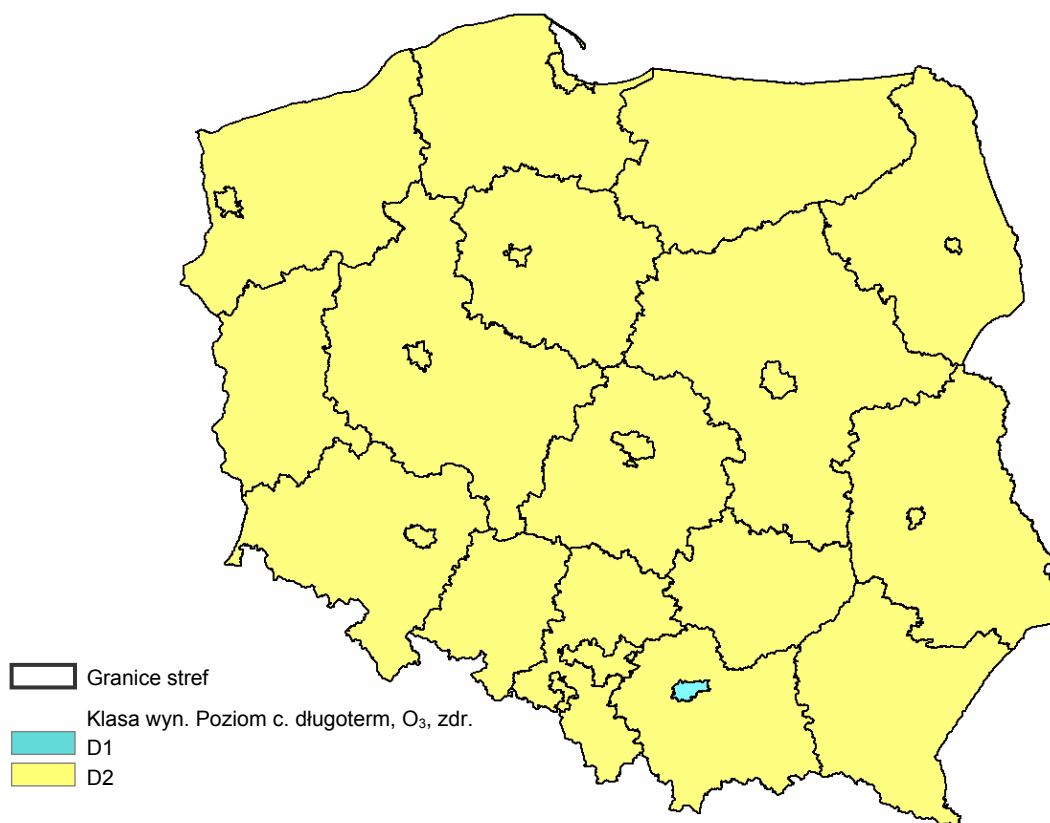 Granice stref
Klasa wyn. Poziom c. długoterm, O₃, zdr.
D1
D2